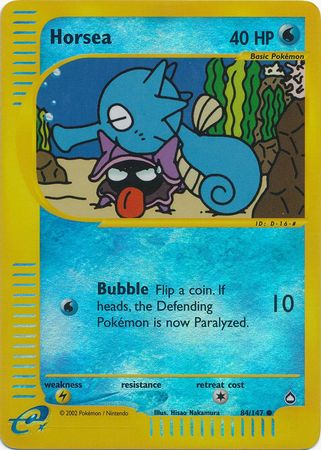 Horsea 40 HP
Basic Pokémon
ID: D-16-#
Bubble Flip a coin. If
heads, the Defending 10
Pokémon is now Paralyzed.
weakness resistance retreat cost
e
© 2002 Pokémon / Nintendo Illus. Hisao Nakamura 84/147